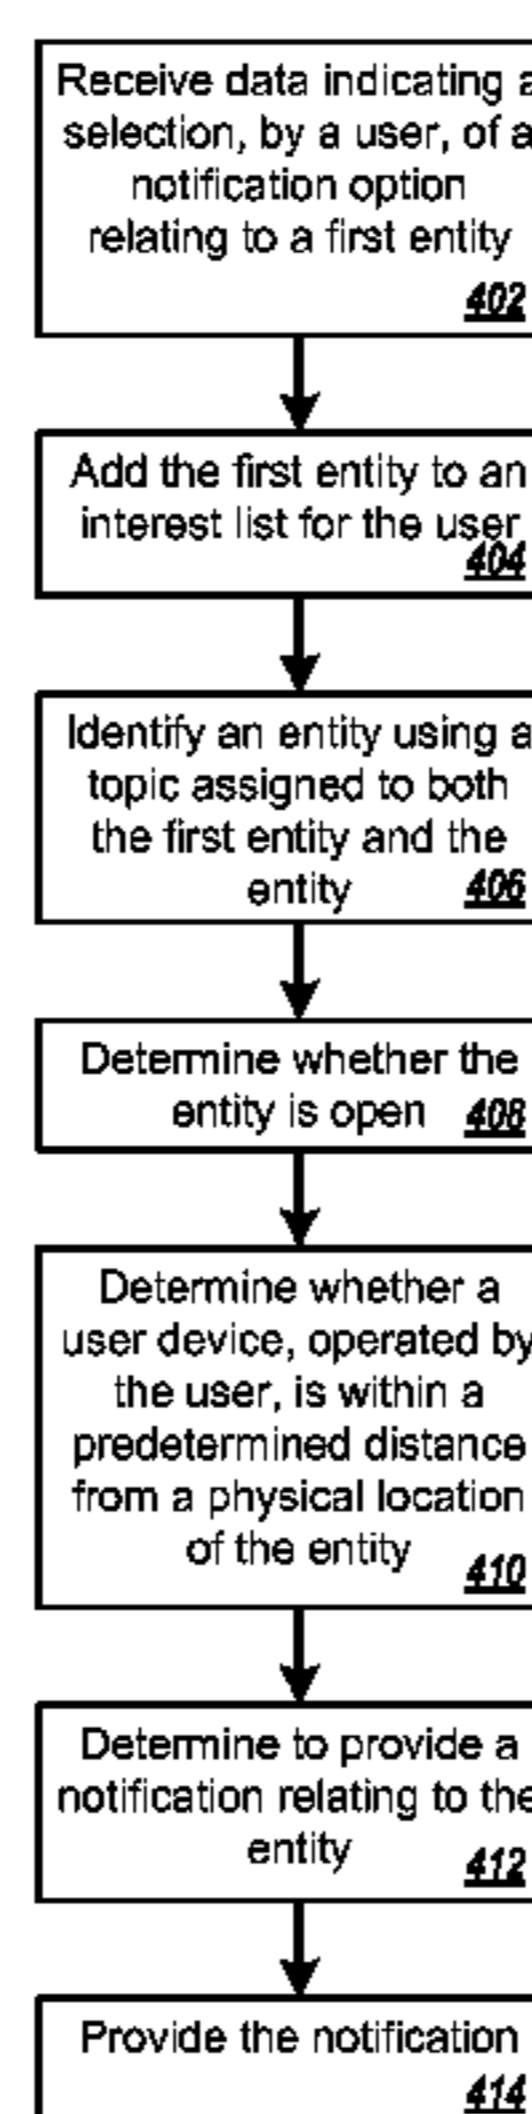 Receive data indicating a
selection, by a user, of a
notification option
relating to a first entity
402
Add the first entity to an
interest list for the user
404
Identify an entity using a
topic assigned to both
the first entity and the
entity 406
Determine whether the
entity is open 408
Determine whether a
user device, operated by
the user, is within a
predetermined distance
from a physical location
of the entity 410
Determine to provide a
notification relating to the
entity 412
Provide the notification
414